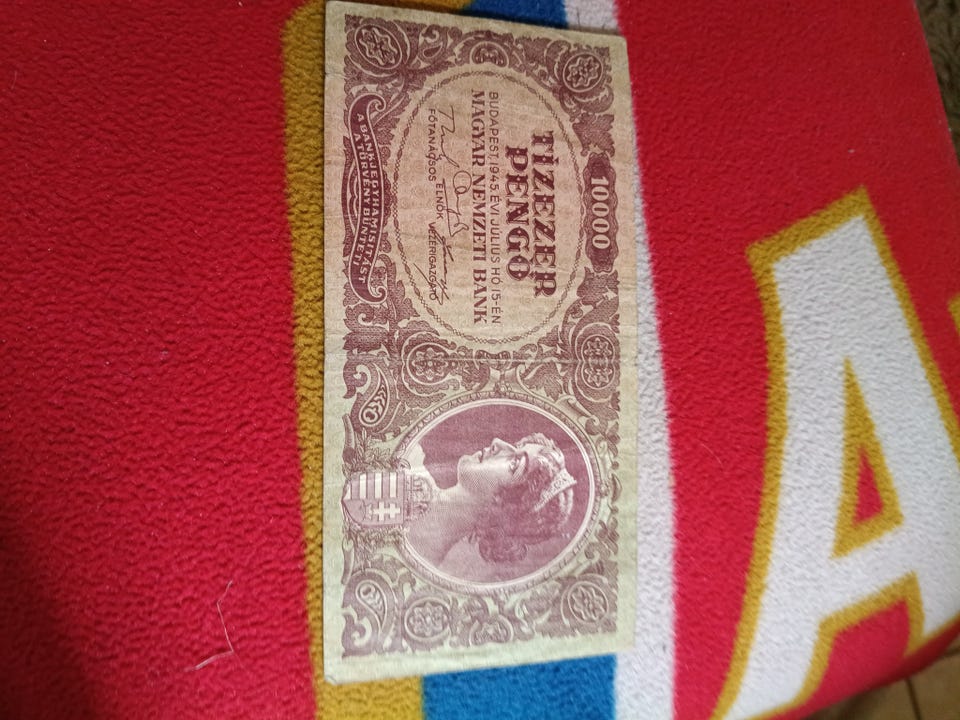 10000
TÍZEZER
PENGŐ
BUDAPEST, 1945. ÉVI JÚLIUS HÓ 15-ÉN
MAGYAR NEMZETI BANK
FŐTANÁCSOS ELNÖK VEZÉRIGAZGATÓ
A BANKJEGYHAMISÍTÁST
A TÖRVÉNY BÜNTETI
A